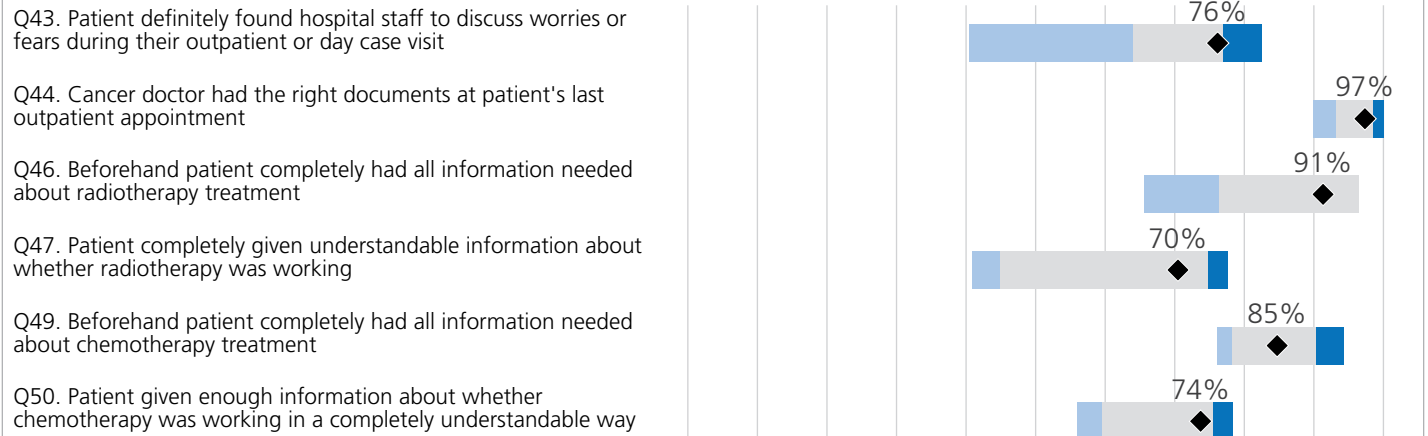 Q43. Patient definitely found hospital staff to discuss worries or
fears during their outpatient or day case visit
76%
Q44. Cancer doctor had the right documents at patient's last
outpatient appointment
97%
Q46. Beforehand patient completely had all information needed
about radiotherapy treatment
91%
Q47. Patient completely given understandable information about
whether radiotherapy was working
70%
Q49. Beforehand patient completely had all information needed
about chemotherapy treatment
85%
Q50. Patient given enough information about whether
chemotherapy was working in a completely understandable way
74%